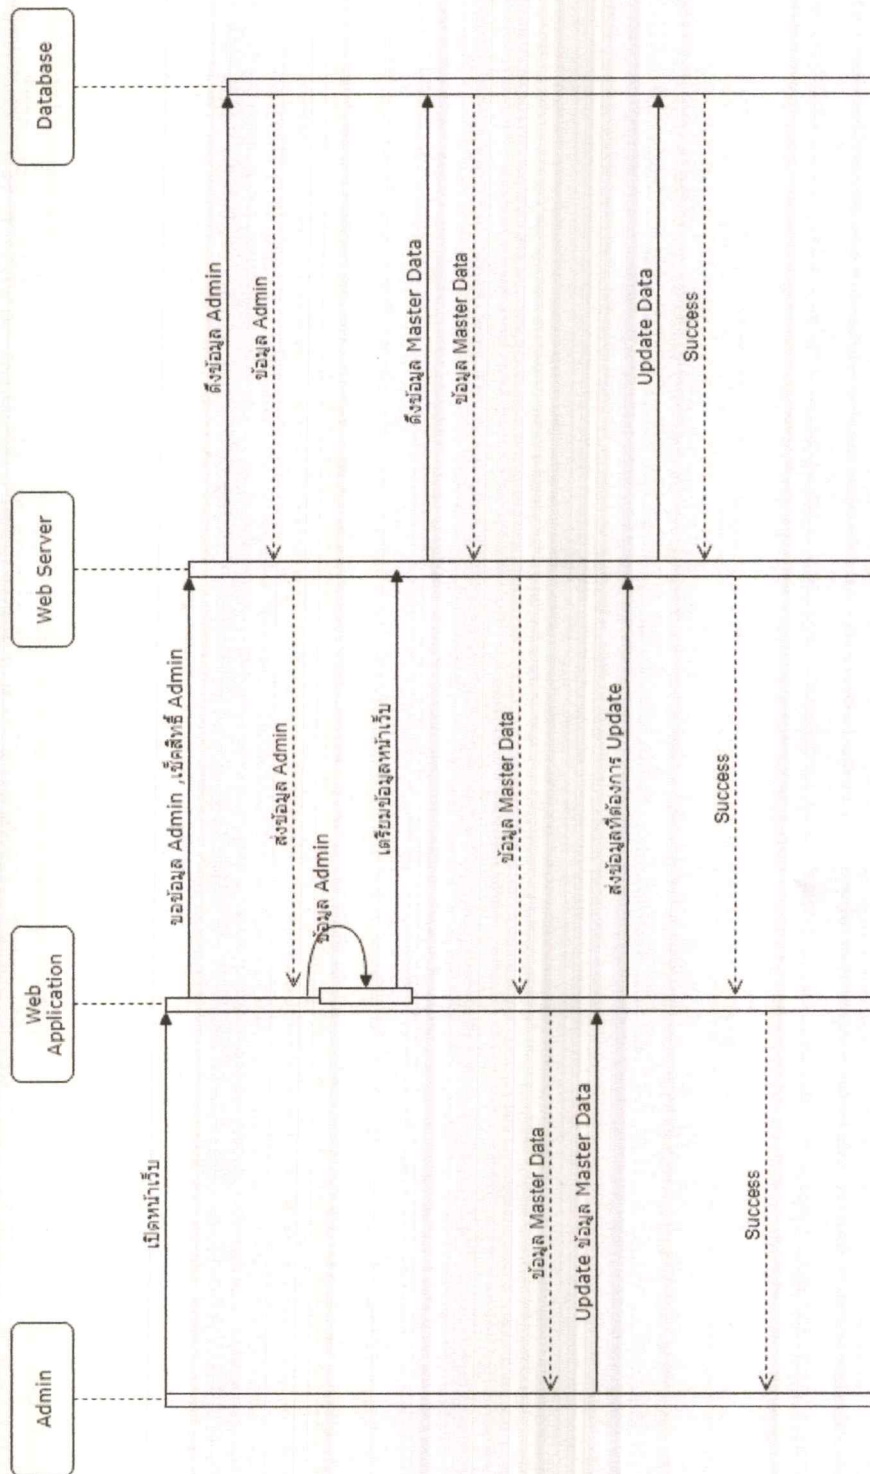 Admin
Web
Application
Web Server
Database
เปิดหน้าเว็บ
ขอข้อมูล Admin ,เช็คสิทธิ์ Admin
ดึงข้อมูล Admin
ข้อมูล Admin
ส่งข้อมูล Admin
ข้อมูล Admin
เตรียมข้อมูลหน้าเว็บ
ดึงข้อมูล Master Data
ข้อมูล Master Data
ข้อมูล Master Data
ข้อมูล Master Data
Update ข้อมูล Master Data
ส่งข้อมูลที่ต้องการ Update
Update Data
Success
Success
Success